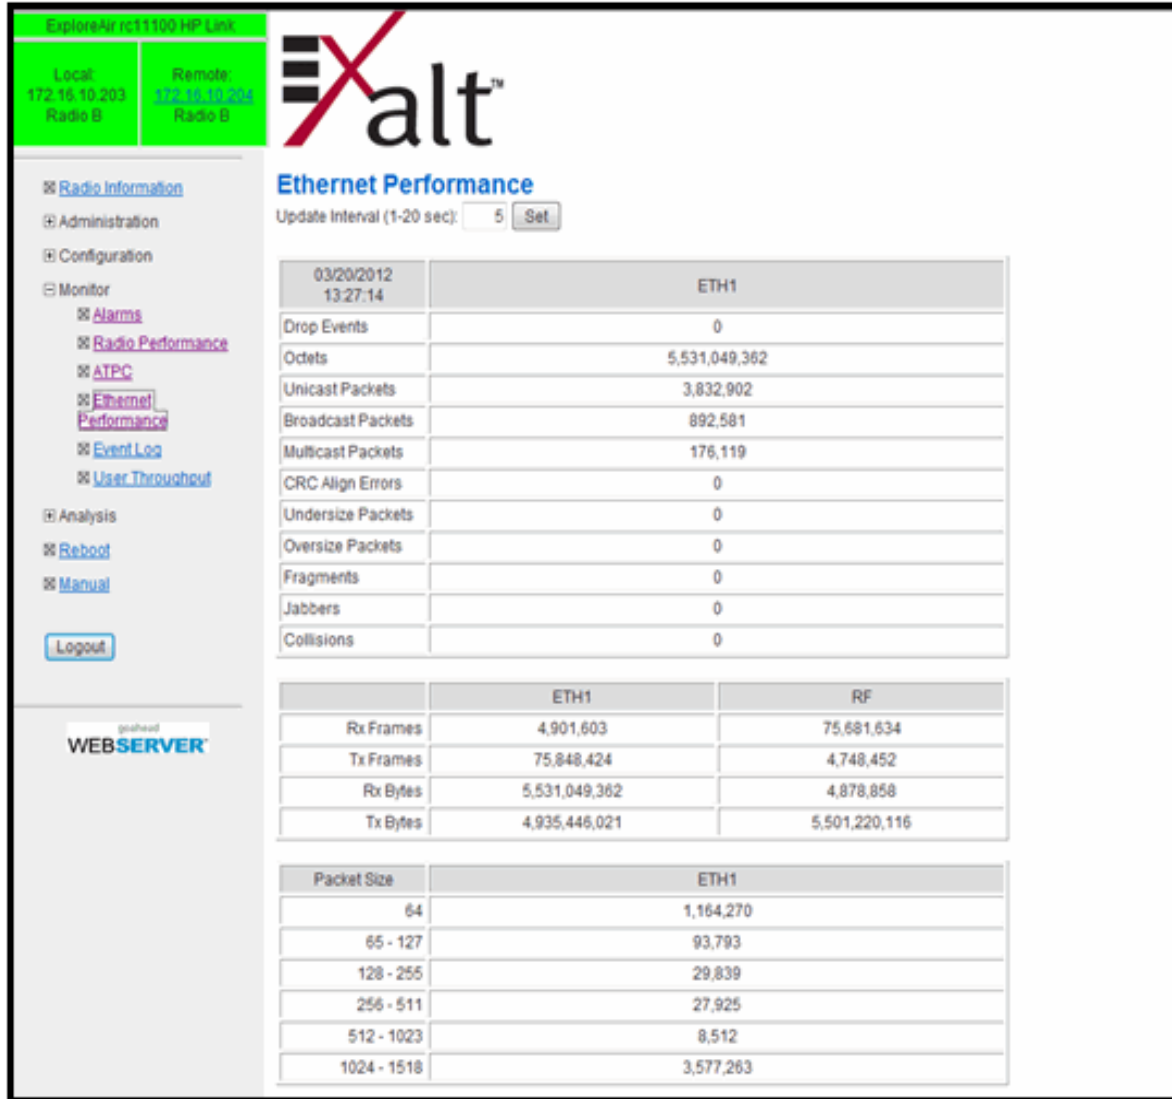 ExploreAir rc11100 HP Link
Local:
172.16.10.203
Radio B
Remote:
172.16.10.204
Radio B
EXalt™
Radio Information
Administration
Configuration
Monitor
Alarms
Radio Performance
ATPC
Ethernet
Performance
Event Log
User Throughput
Analysis
Reboot
Manual
Logout
goahead
WEBSERVER
Ethernet Performance
Update Interval (1-20 sec): 5 Set
03/20/2012
13:27:14
ETH1
Drop Events 0
Octets 5,531,049,362
Unicast Packets 3,832,902
Broadcast Packets 892,581
Multicast Packets 176,119
CRC Align Errors 0
Undersize Packets 0
Oversize Packets 0
Fragments 0
Jabbers 0
Collisions 0
ETH1 RF
Rx Frames 4,901,603 75,681,634
Tx Frames 75,848,424 4,748,452
Rx Bytes 5,531,049,362 4,878,858
Tx Bytes 4,935,446,021 5,501,220,116
Packet Size ETH1
64 1,164,270
65 - 127 93,793
128 - 255 29,839
256 - 511 27,925
512 - 1023 8,512
1024 - 1518 3,577,263